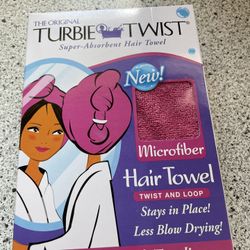 THE ORIGINAL
TURBIE TWIST®
Super-Absorbent Hair Towel
New!
Microfiber
Hair Towel
TWIST AND LOOP
Stays in Place!
Less Blow Drying!